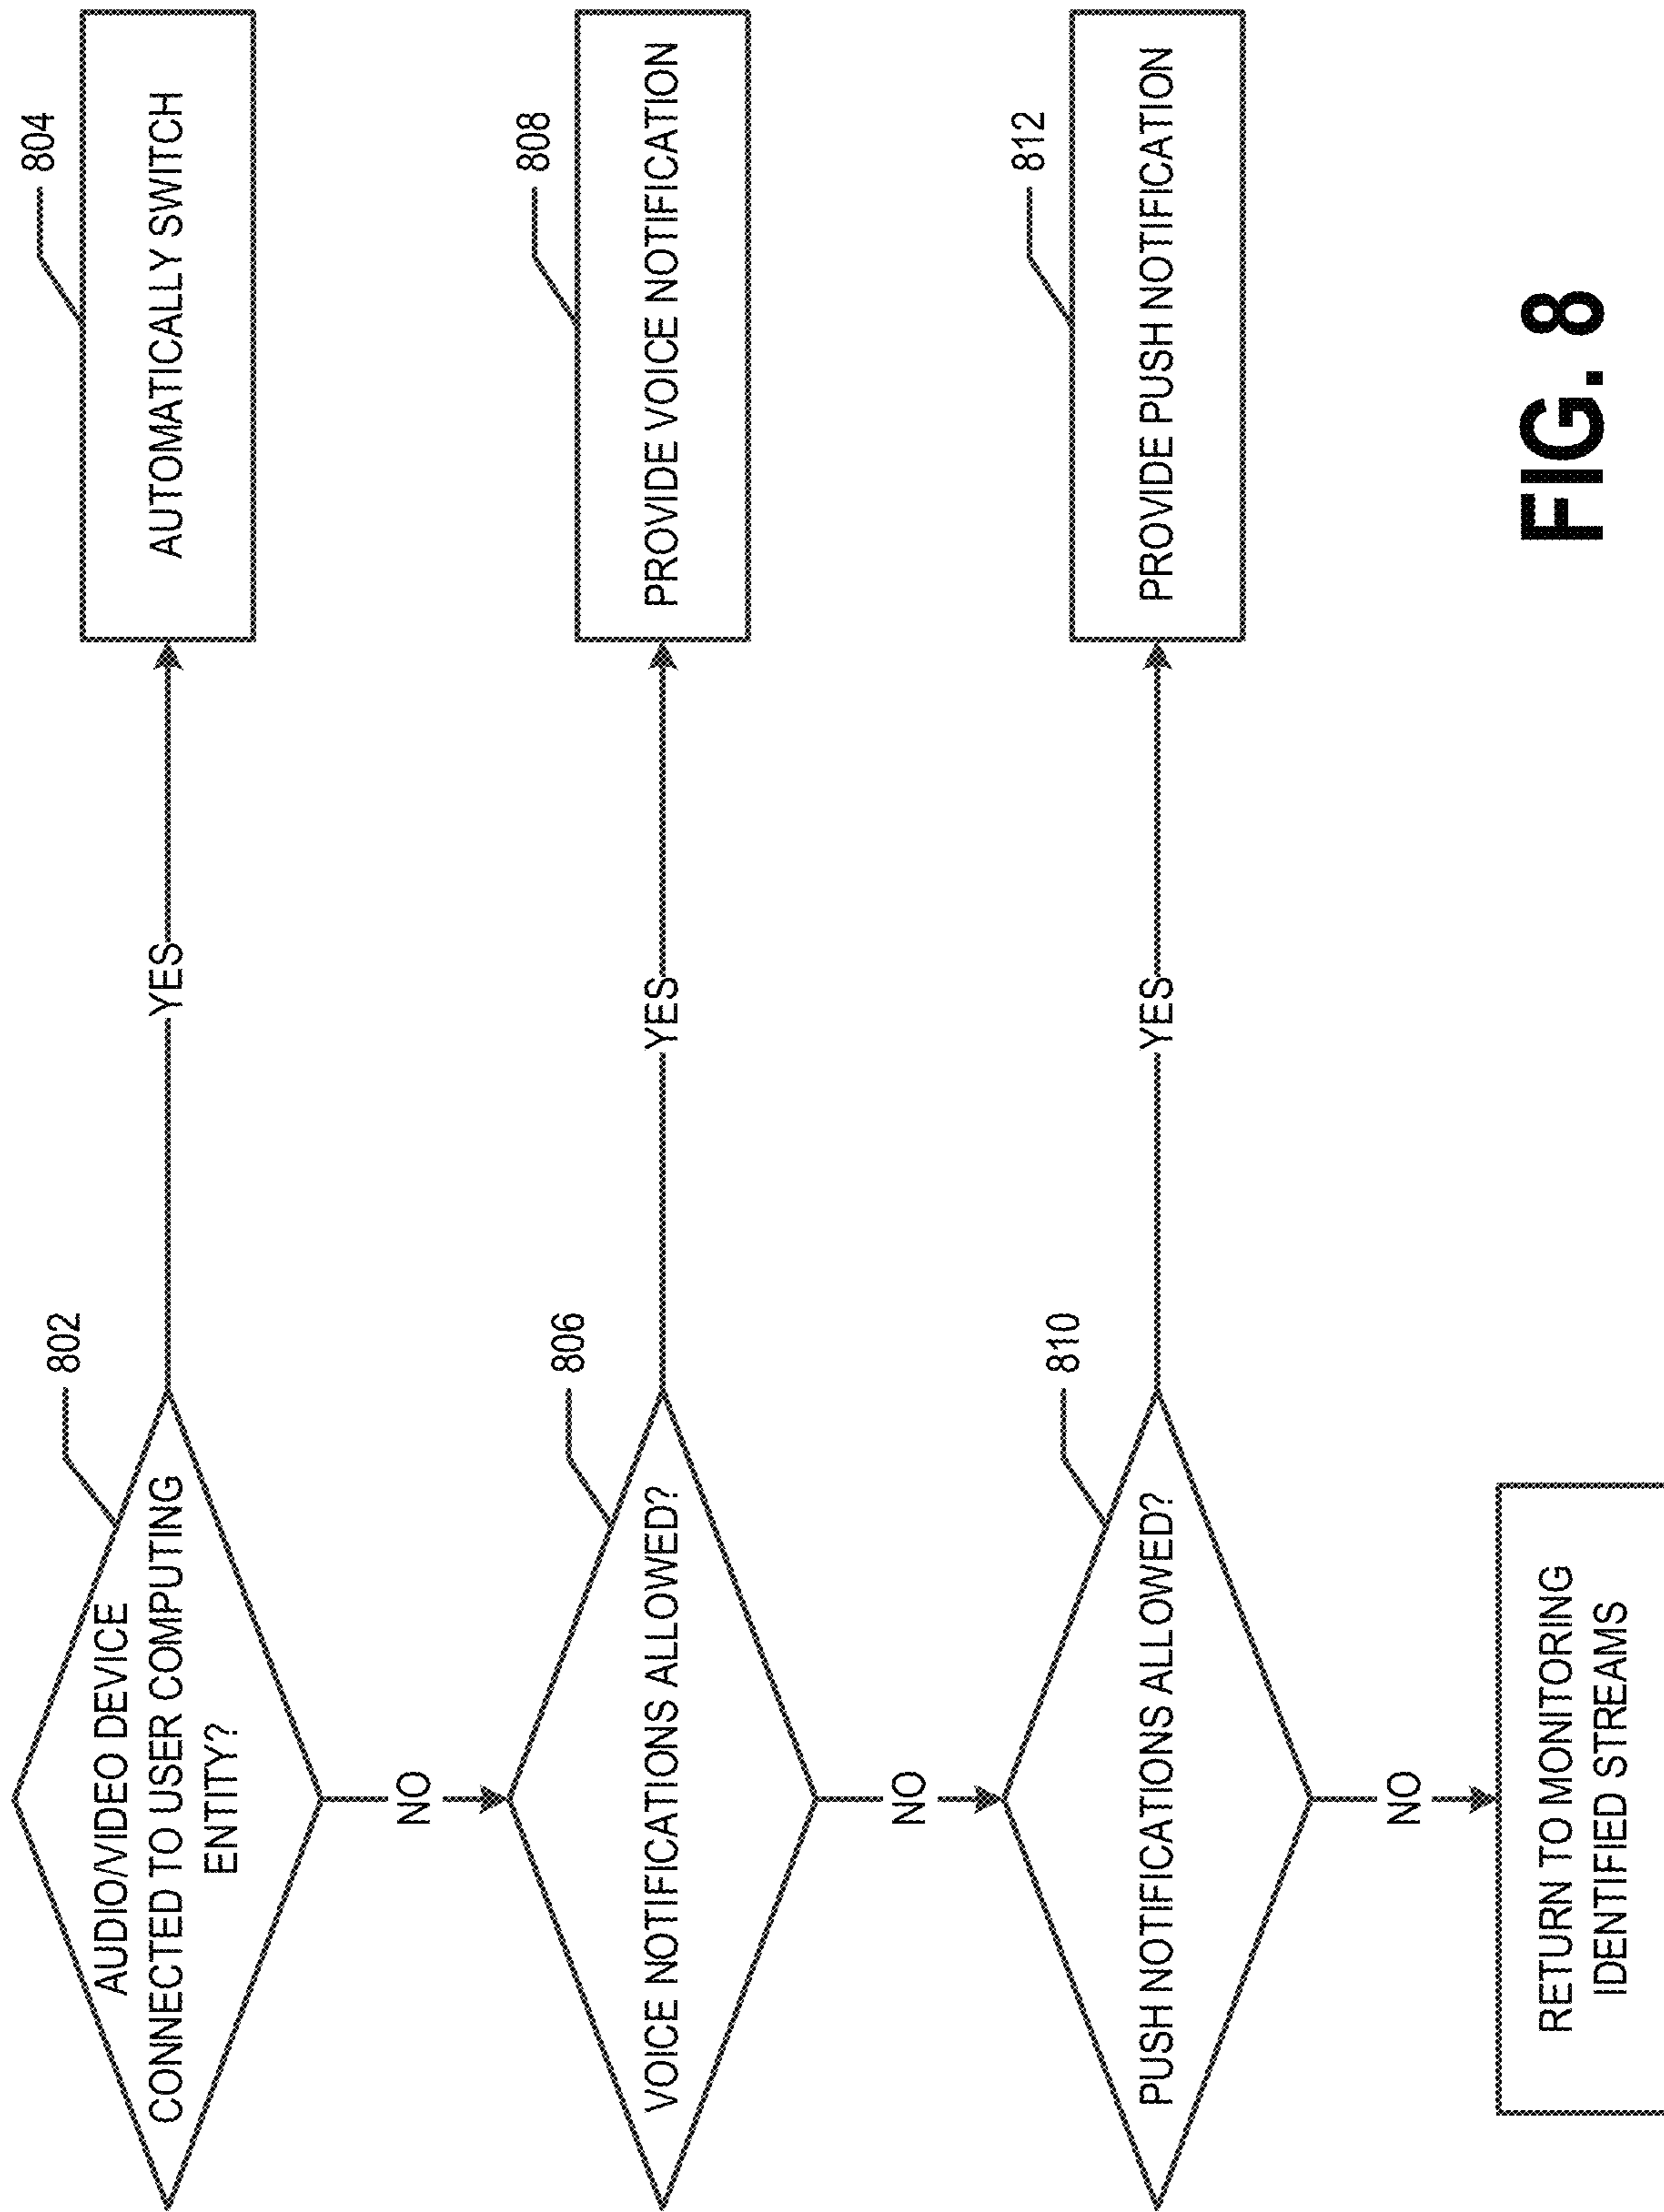 802
AUDIO/VIDEO DEVICE
CONNECTED TO USER COMPUTING
ENTITY?
YES
804
AUTOMATICALLY SWITCH
NO
806
VOICE NOTIFICATIONS ALLOWED?
YES
808
PROVIDE VOICE NOTIFICATION
NO
810
PUSH NOTIFICATIONS ALLOWED?
YES
812
PROVIDE PUSH NOTIFICATION
NO
RETURN TO MONITORING
IDENTIFIED STREAMS
FIG. 8